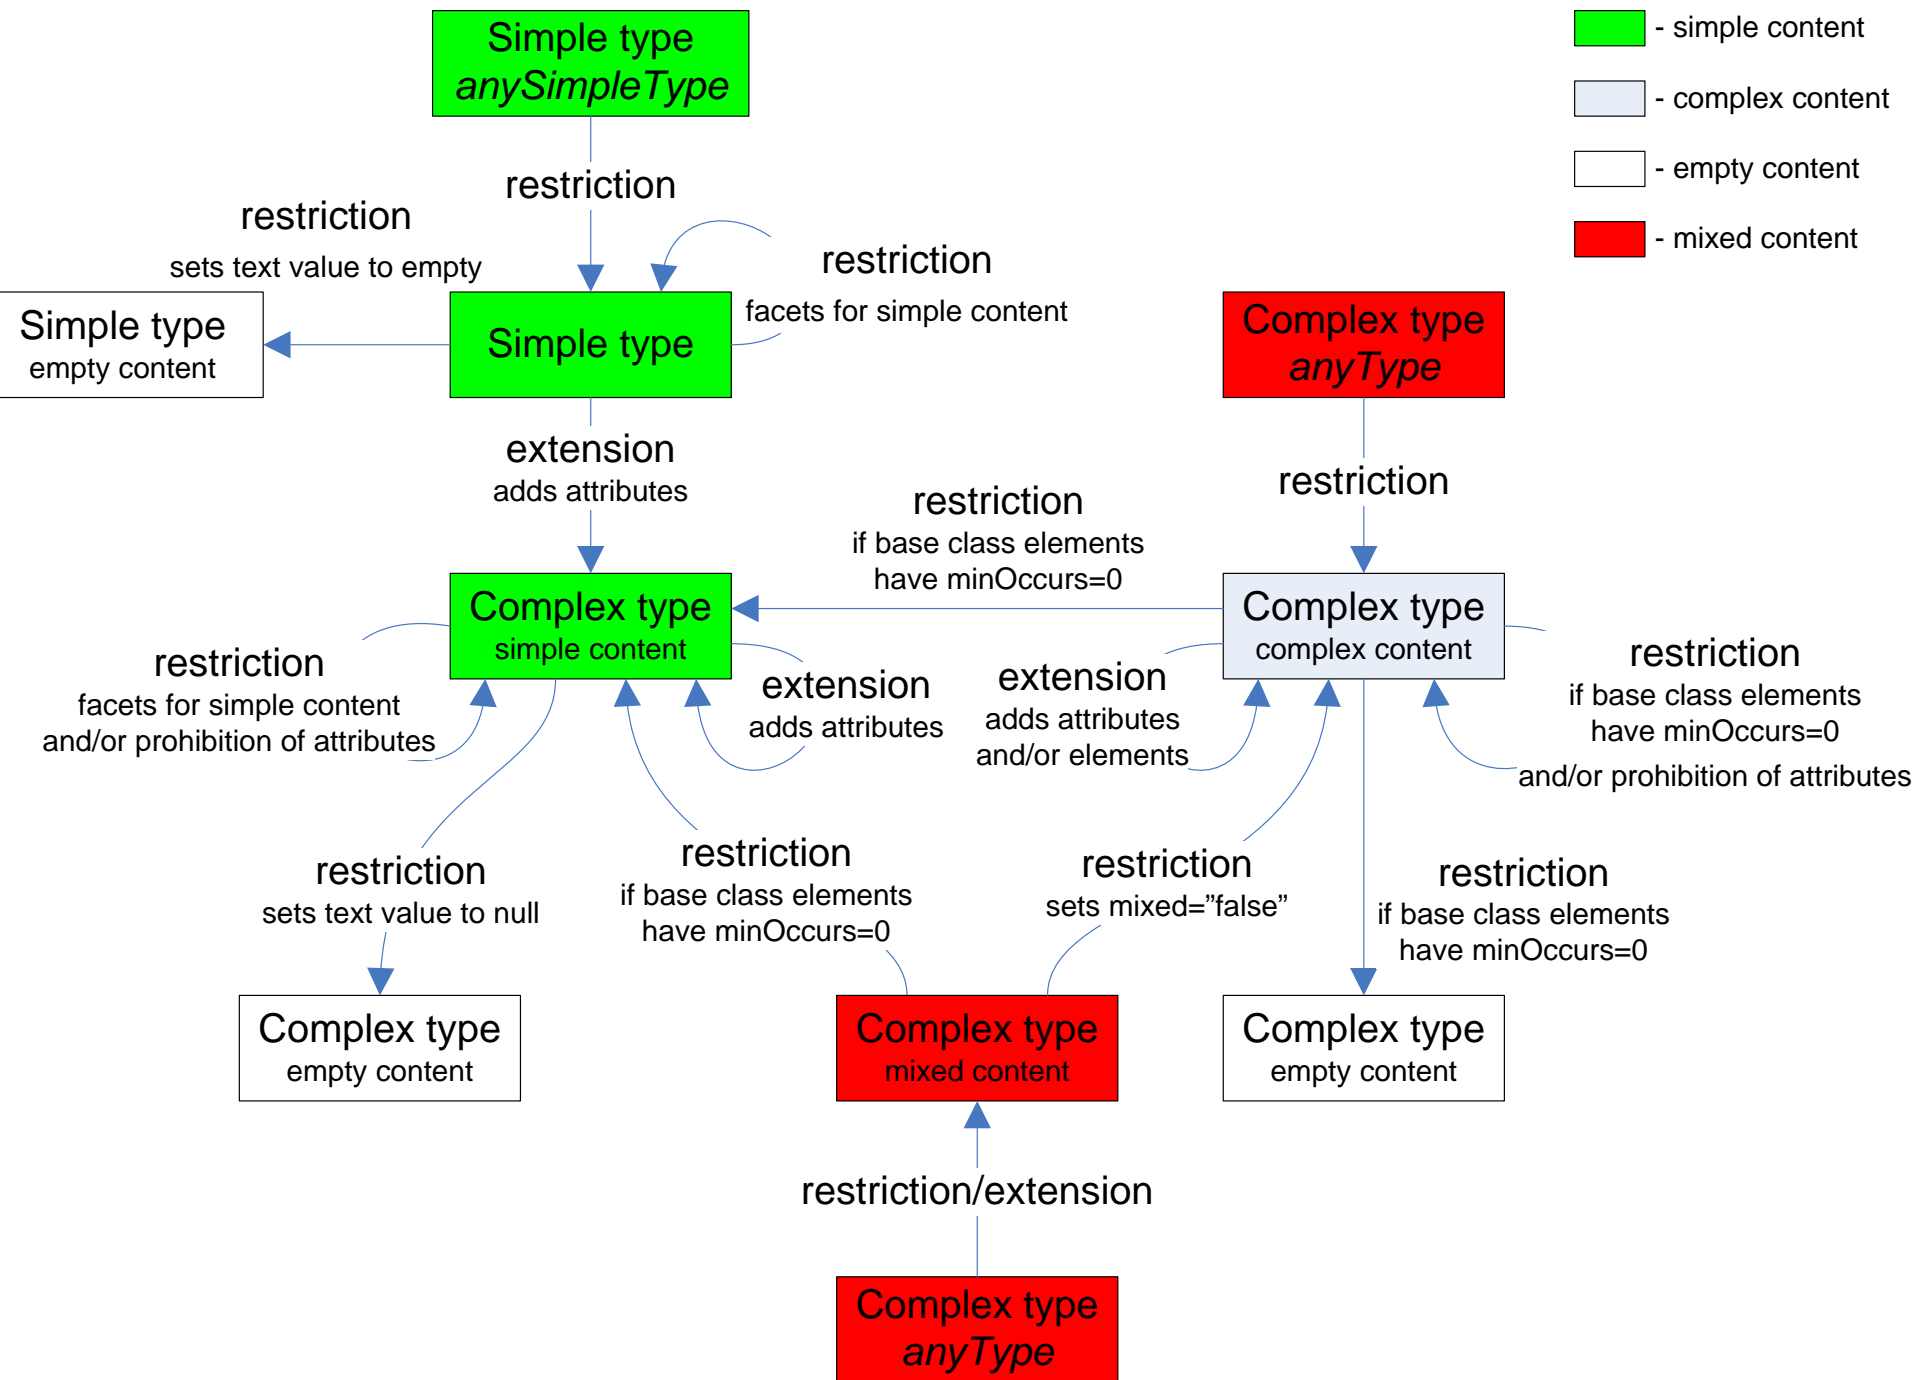 Simple type
anySimpleType
- simple content
- complex content
- empty content
- mixed content
restriction
restriction
sets text value to empty
restriction
facets for simple content
Simple type
empty content
Simple type
Complex type
anyType
extension
adds attributes
restriction
restriction
if base class elements
have minOccurs=0
Complex type
simple content
Complex type
complex content
restriction
facets for simple content
and/or prohibition of attributes
extension
adds attributes
extension
adds attributes
and/or elements
restriction
if base class elements
have minOccurs=0
and/or prohibition of attributes
restriction
sets text value to null
restriction
if base class elements
have minOccurs=0
restriction
sets mixed=”false”
restriction
if base class elements
have minOccurs=0
Complex type
empty content
Complex type
mixed content
Complex type
empty content
restriction/extension
Complex type
anyType